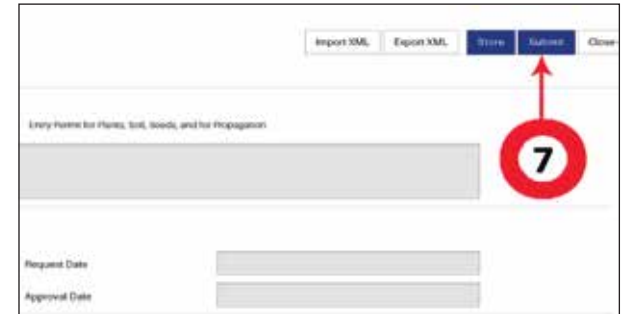 Import XML Export XML Store Submit Close
Entry Forms for Plants, Soil, Seeds, and for Propagation
7
Request Date
Approval Date